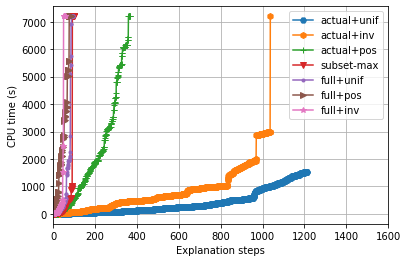 CPU time (s)
7000
6000
5000
4000
3000
2000
1000
0
0 200 400 600 800 1000 1200 1400 1600
Explanation steps
actual+unif
actual+inv
actual+pos
subset-max
full+unif
full+pos
full+inv